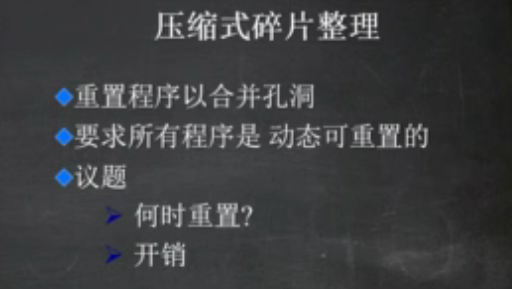 压缩式碎片整理
重置程序以合并孔洞
要求所有程序是 动态可重置的
议题
何时重置?
开销